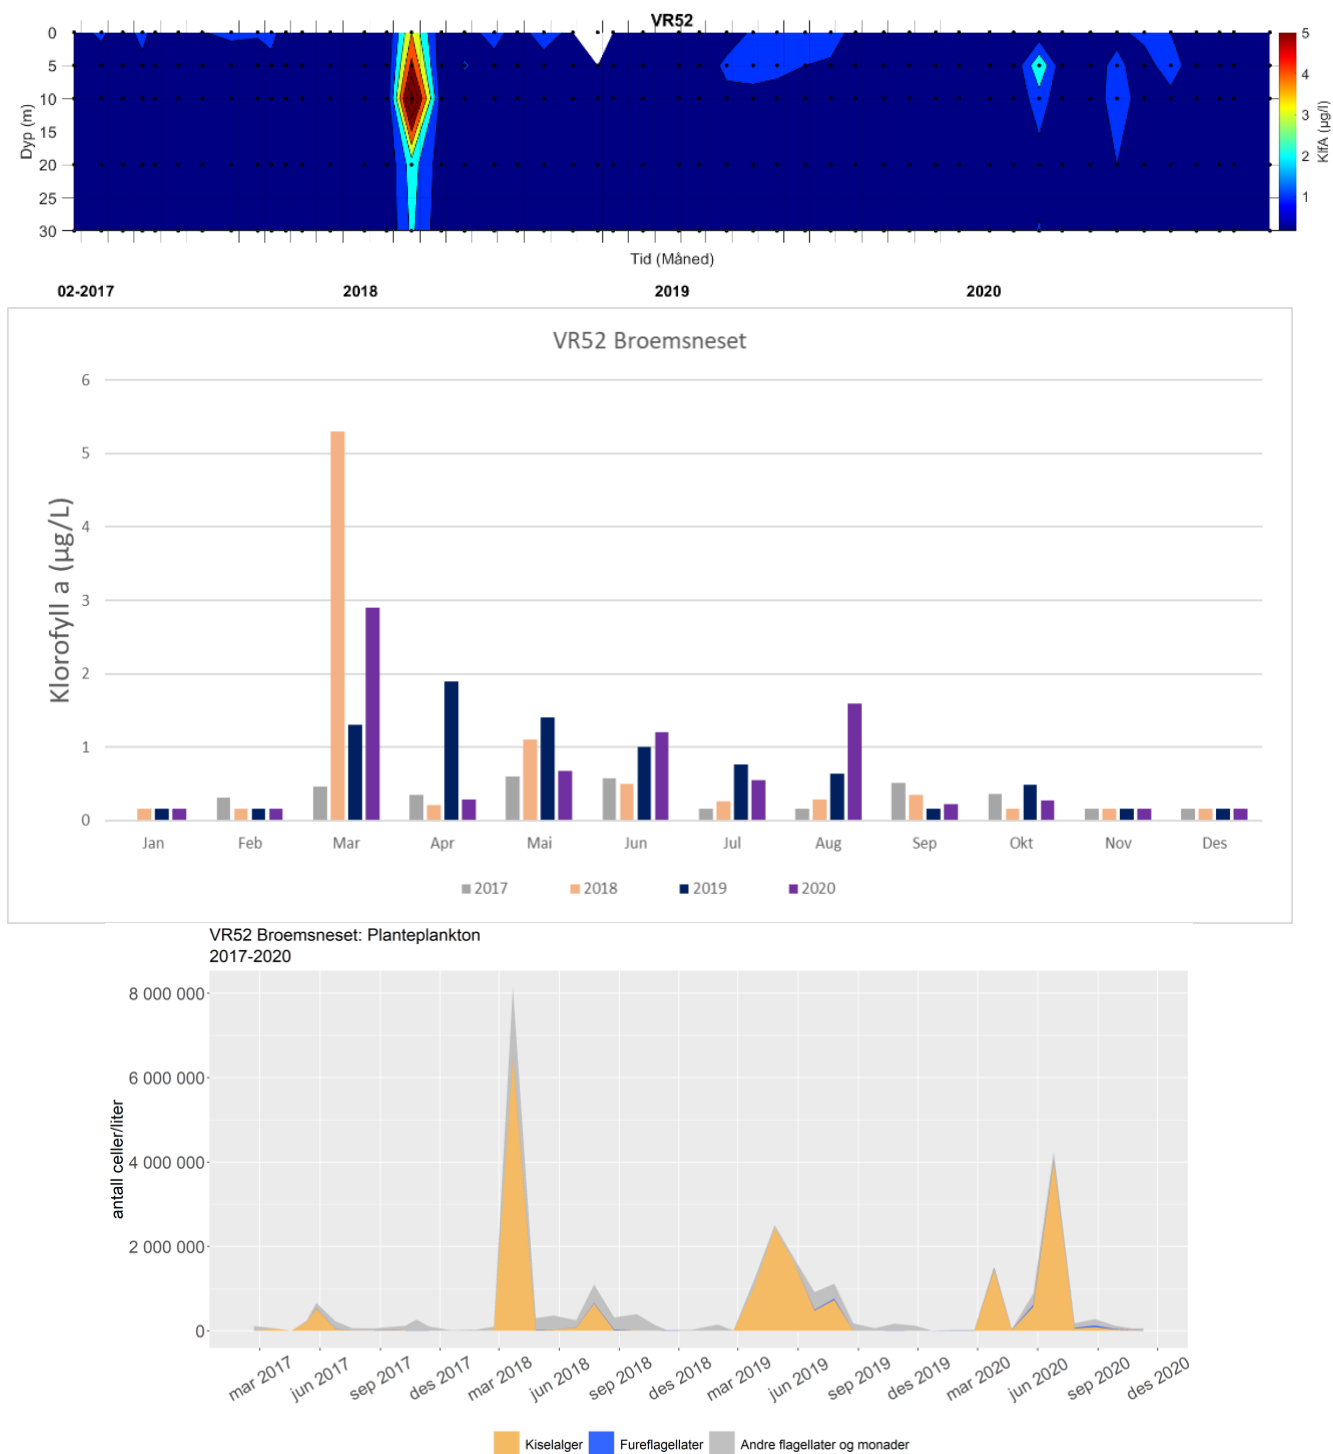 VR52
0
5
10
15
20
25
30
Dyp (m)
5
4
3
2
1
KlfA (µg/l)
Tid (Måned)
02-2017 2018 2019 2020
VR52 Broemsneset
6
5
4
3
2
1
0
Klorofyll a (µg/L)
Jan Feb Mar Apr Mai Jun Jul Aug Sep Okt Nov Des
2017 2018 2019 2020
VR52 Broemsneset: Planteplankton
2017-2020
8 000 000
6 000 000
4 000 000
2 000 000
0
antall celler/liter
mar 2017 jun 2017 sep 2017 des 2017 mar 2018 jun 2018 sep 2018 des 2018 mar 2019 jun 2019 sep 2019 des 2019 mar 2020 jun 2020 sep 2020 des 2020
Kiselalger Fureflagellater Andre flagellater og monader